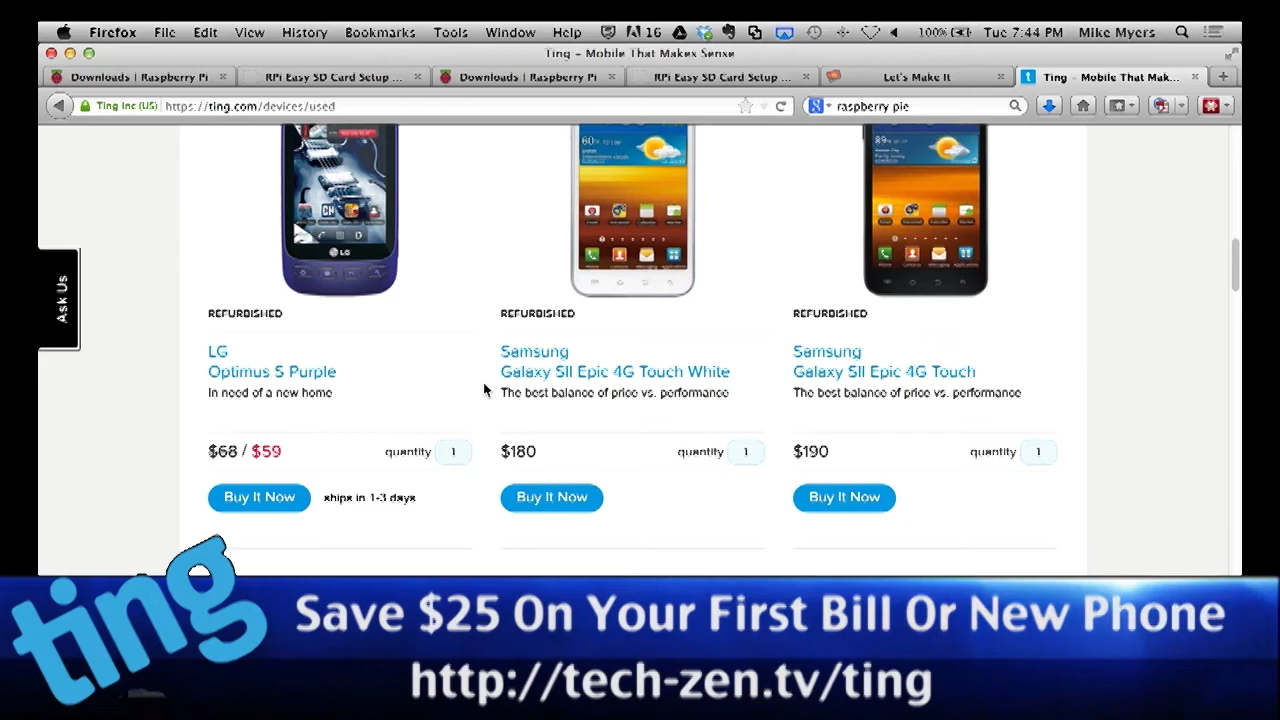 Firefox File Edit View History Bookmarks Tools Window Help 16 100% Tue 7:44 PM Mike Myers
Ting – Mobile That Makes Sense
Downloads | Raspberry Pi RPi Easy SD Card Setup ... Downloads | Raspberry Pi RPi Easy SD Card Setup ... Let's Make It Ting – Mobile That Mak...
Ting Inc (US) https://ting.com/devices/used raspberry pie
Ask Us
LG
REFURBISHED REFURBISHED REFURBISHED
LG Samsung Samsung
Optimus S Purple Galaxy SII Epic 4G Touch White Galaxy SII Epic 4G Touch
In need of a new home The best balance of price vs. performance The best balance of price vs. performance
$68 / $59 quantity 1 $180 quantity 1 $190 quantity 1
Buy It Now ships in 1-3 days Buy It Now Buy It Now
ting
Save $25 On Your First Bill Or New Phone
http://tech-zen.tv/ting